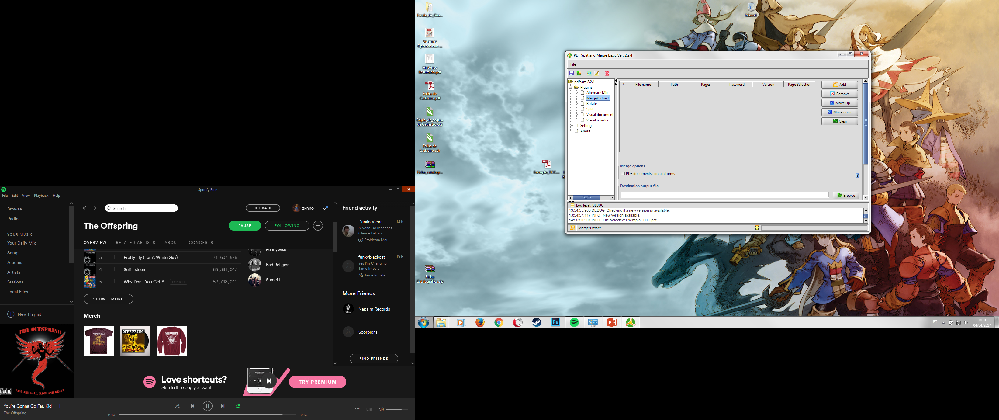 Spotify Free
File Edit View Playback Help
Browse
Radio
YOUR MUSIC
Your Daily Mix
Songs
Albums
Artists
Stations
Local Files
New Playlist
THE OFFSPRING
RISE AND FALL, RAGE AND GRACE
Search
UPGRADE
zkhiro
The Offspring
PAUSE
FOLLOWING
OVERVIEW RELATED ARTISTS ABOUT CONCERTS
3 Pretty Fly (For A White Guy) 71,607,576
4 Self Esteem 66,381,047
5 Why Don't You Get A.. EXPLICIT 52,748,041
SHOW 5 MORE
Pennywise
Bad Religion
Sum 41
Merch
OFFSPRING
THE OFFSPRING
Friend activity
Danilo Vieira 13 h
A Volta Do Mecenas
Clarice Falcão
Problema Meu
funkyblackcat 19 h
Yes I'm Changing
Tame Impala
Tame Impala
More Friends
Napalm Records
Scorpions
FIND FRIENDS
Love shortcuts?
Skip to the song you want.
TRY PREMIUM
You're Gonna Go Far, Kid
The Offspring
2:43 2:57
Escala_de_Gua...
Sistemas
Operacionais ...
Histórico
Resumido.pdf
Folha de
Cadastro.pdf
Cópia_de_segu...
de Cadastro.cdr
Folha de
Cadastro.cdr
Ficha_catalogr...
Ficha
Catalografica.zip
Exemplo_TCC....
Marvel
PDF Split and Merge basic Ver. 2.2.4
File
pdfsam 2.2.4
Plugins
Alternate Mix
Merge/Extract
Rotate
Split
Visual document
Visual reorder
Settings
About
# File name Path Pages Password Version Page Selection
Add
Remove
Move Up
Move down
Clear
Merge options
PDF documents contain forms
Destination output file
Browse
Log level: DEBUG
13:54:55,966 DEBUG Checking if a new version is available.
13:54:57,117 INFO New version available.
14:26:20,901 INFO File selected: Exemplo_TCC.pdf
Merge/Extract
PT
14:31
04/04/2017